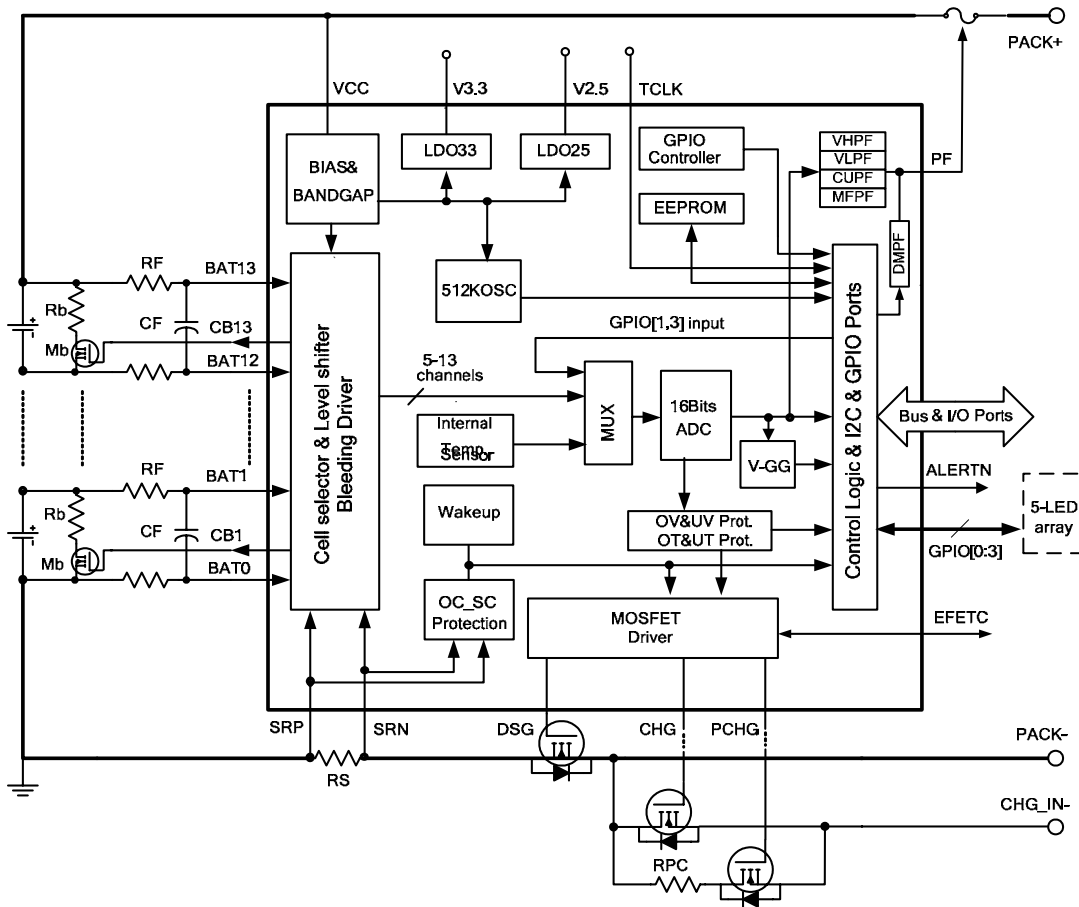 PACK+
VCC
V3.3
V2.5
TCLK
LDO33
LDO25
GPIO
Controller
VHPF
VLPF
CUPF
MFPF
PF
BIAS&
BANDGAP
EEPROM
DMPF
RF
BAT13
512KOSC
Rb
CF
CB13
GPIO[1,3] input
Mb
BAT12
5-13
channels
MUX
16Bits
ADC
Bus & I/O Ports
Internal
Temp.
Sensor
V-GG
Cell selector & Level shifter
Bleeding Driver
Control Logic & I2C & GPIO Ports
RF
BAT1
ALERTN
Rb
CF
CB1
Wakeup
OV&UV Prot.
OT&UT Prot.
5-LED
array
GPIO[0:3]
Mb
BAT0
OC_SC
Protection
MOSFET
Driver
EFETC
SRP
SRN
DSG
CHG
PCHG
PACK-
RS
CHG_IN-
RPC